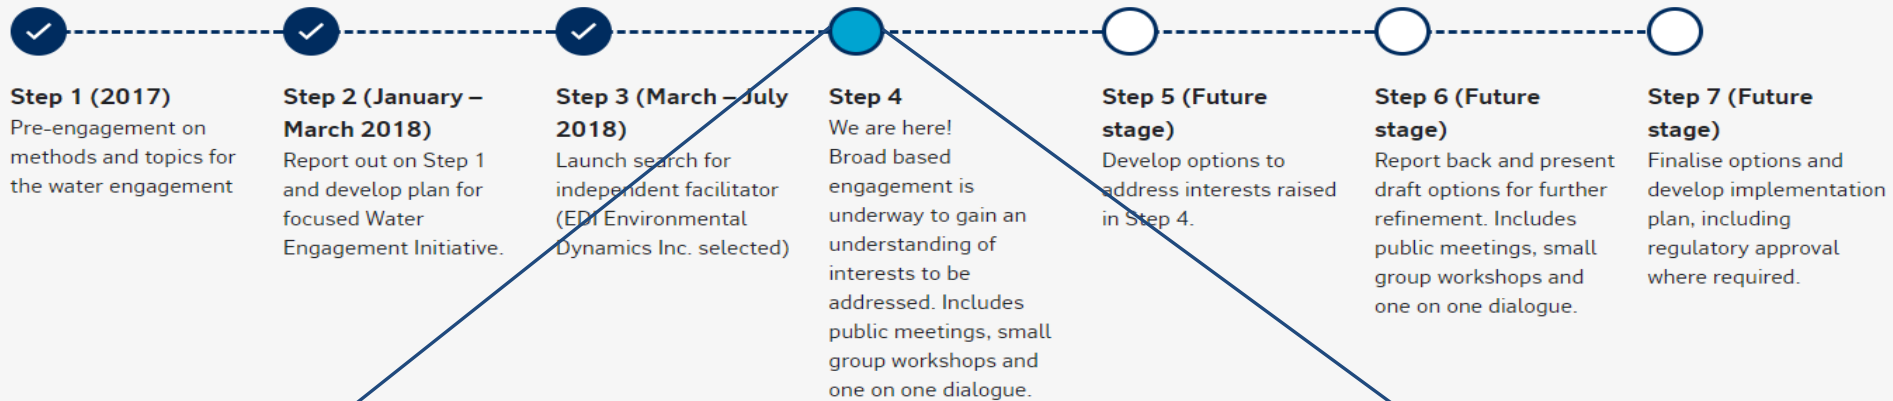 Step 1 (2017)
Pre-engagement on
methods and topics for
the water engagement
Step 2 (January –
March 2018)
Report out on Step 1
and develop plan for
focused Water
Engagement Initiative.
Step 3 (March – July
2018)
Launch search for
independent facilitator
(EDI Environmental
Dynamics Inc. selected)
Step 4
We are here!
Broad based
engagement is
underway to gain an
understanding of
interests to be
addressed. Includes
public meetings, small
group workshops and
one on one dialogue.
Step 5 (Future
stage)
Develop options to
address interests raised
in Step 4.
Step 6 (Future
stage)
Report back and present
draft options for further
refinement. Includes
public meetings, small
group workshops and
one on one dialogue.
Step 7 (Future
stage)
Finalise options and
develop implementation
plan, including
regulatory approval
where required.